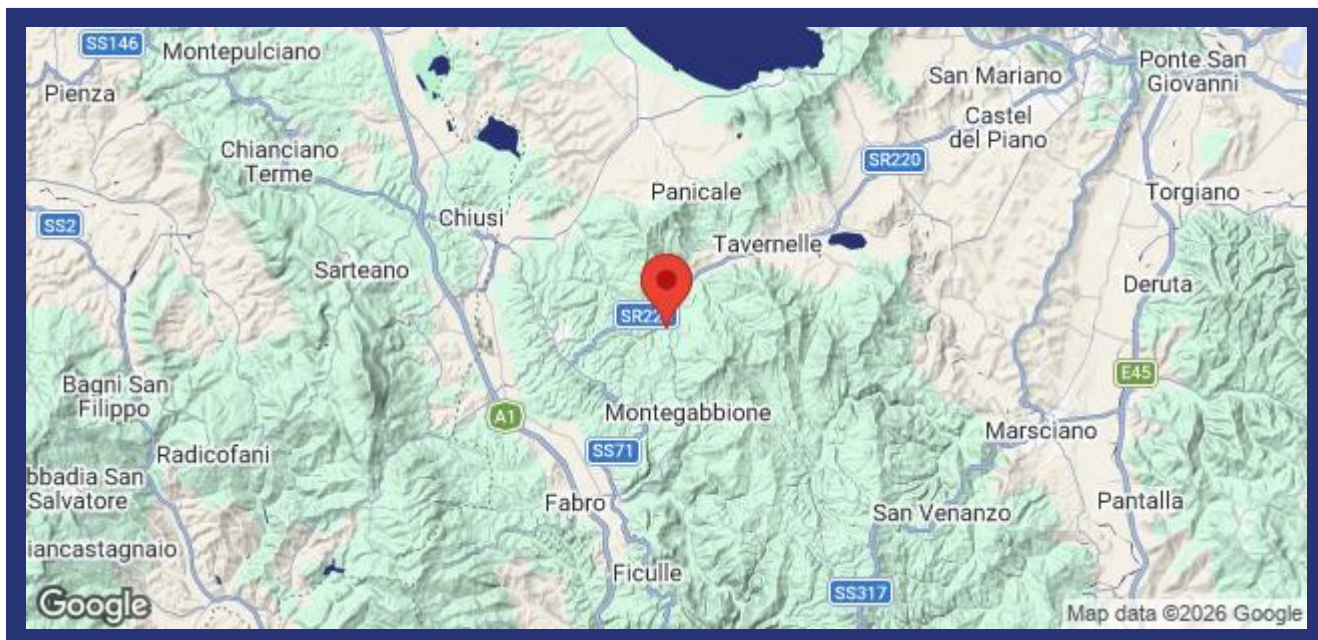 SS146
Montepulciano
Pienza
San Mariano
Ponte San
Giovanni
Castel
del Piano
Chianciano
Terme
SR220
Panicale
Torgiano
SS2
Chiusi
Tavernelle
Sarteano
Deruta
E45
Bagni San
Filippo
A1
Montegabbione
Marsciano
SS71
Radicofani
bbadia San
Salvatore
Fabro
San Venanzo
Pantalla
iancastagnaio
Ficulle
SS317
Google
Map data ©2026 Google